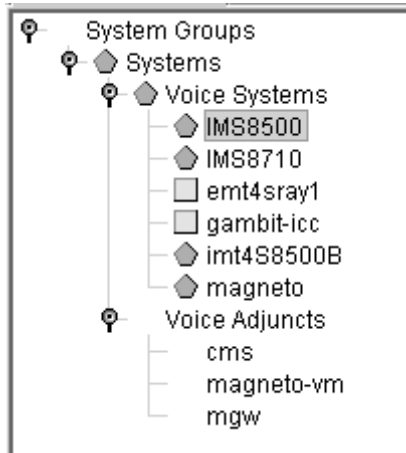 System Groups
Systems
Voice Systems
IMS8500
IMS8710
emt4sray1
gambit-icc
imt4S8500B
magneto
Voice Adjuncts
cms
magneto-vm
mgw